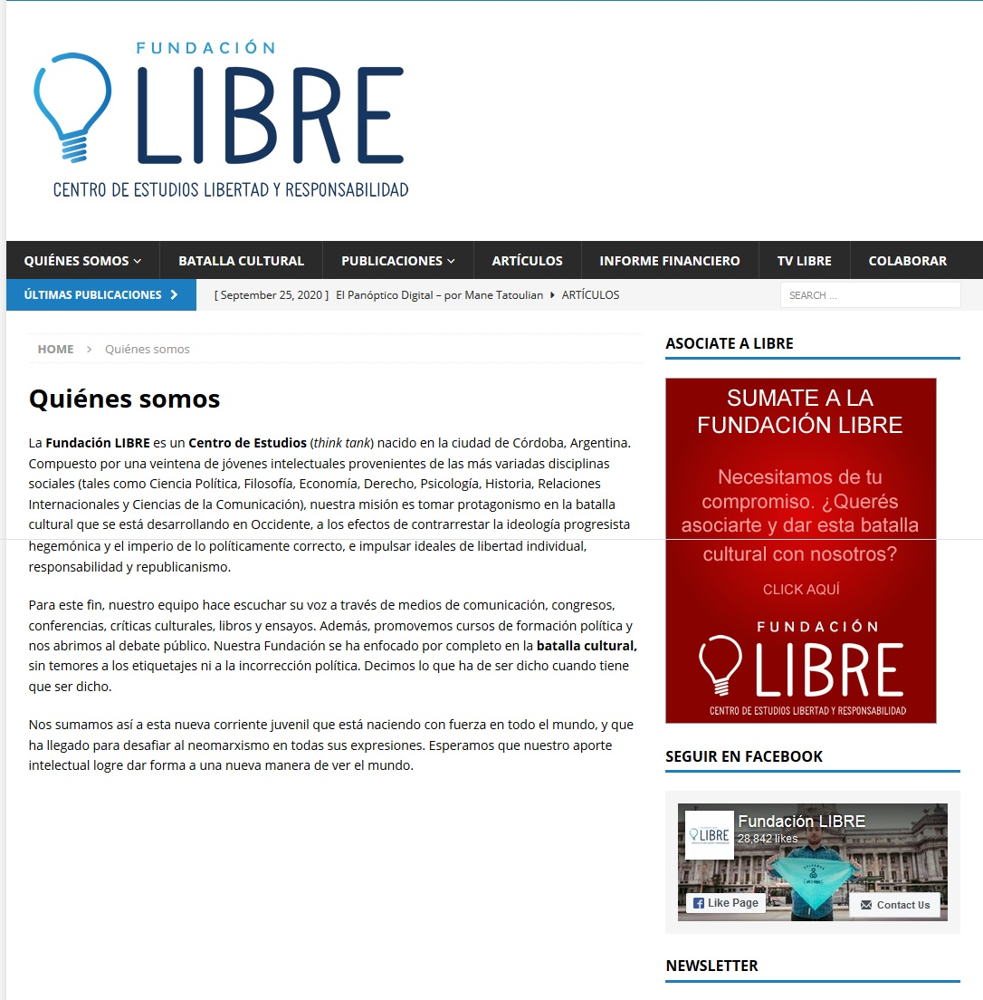 FUNDACIÓN
LIBRE
CENTRO DE ESTUDIOS LIBERTAD Y RESPONSABILIDAD
QUIÉNES SOMOS BATALLA CULTURAL PUBLICACIONES ARTÍCULOS INFORME FINANCIERO TV LIBRE COLABORAR
ÚLTIMAS PUBLICACIONES [ September 25, 2020 ] El Panóptico Digital – por Mane Tatoulian ARTÍCULOS SEARCH ...
HOME Quiénes somos
Quiénes somos
La Fundación LIBRE es un Centro de Estudios (think tank) nacido en la ciudad de Córdoba, Argentina.
Compuesto por una veintena de jóvenes intelectuales provenientes de las más variadas disciplinas
sociales (tales como Ciencia Política, Filosofía, Economía, Derecho, Psicología, Historia, Relaciones
Internacionales y Ciencias de la Comunicación), nuestra misión es tomar protagonismo en la batalla
cultural que se está desarrollando en Occidente, a los efectos de contrarrestar la ideología progresista
hegemónica y el imperio de lo políticamente correcto, e impulsar ideales de libertad individual,
responsabilidad y republicanismo.
Para este fin, nuestro equipo hace escuchar su voz a través de medios de comunicación, congresos,
conferencias, críticas culturales, libros y ensayos. Además, promovemos cursos de formación política y
nos abrimos al debate público. Nuestra Fundación se ha enfocado por completo en la batalla cultural,
sin temores a los etiquetajes ni a la incorrección política. Decimos lo que ha de ser dicho cuando tiene
que ser dicho.
Nos sumamos así a esta nueva corriente juvenil que está naciendo con fuerza en todo el mundo, y que
ha llegado para desafiar al neomarxismo en todas sus expresiones. Esperamos que nuestro aporte
intelectual logre dar forma a una nueva manera de ver el mundo.
ASOCIATE A LIBRE
SUMATE A LA
FUNDACIÓN LIBRE
Necesitamos de tu
compromiso. ¿Querés
asociarte y dar esta batalla
cultural con nosotros?
CLICK AQUÍ
FUNDACIÓN
LIBRE
CENTRO DE ESTUDIOS LIBERTAD Y RESPONSABILIDAD
SEGUIR EN FACEBOOK
LIBRE
Fundación LIBRE
28,842 likes
Like Page
Contact Us
NEWSLETTER